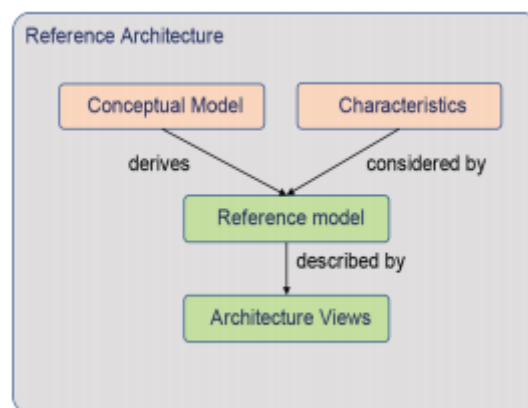 Reference Architecture
Conceptual Model
Characteristics
derives
considered by
Reference model
described by
Architecture Views